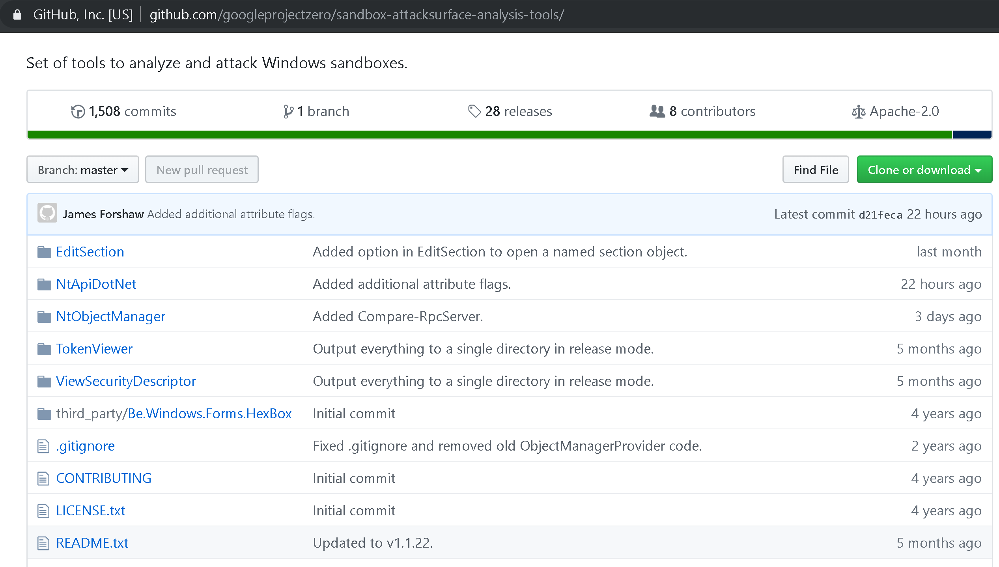 GitHub, Inc. [US] github.com/googleprojectzero/sandbox-attacksurface-analysis-tools/
Set of tools to analyze and attack Windows sandboxes.
1,508 commits 1 branch 28 releases 8 contributors Apache-2.0
Branch: master New pull request Find File Clone or download
James Forshaw Added additional attribute flags. Latest commit d21feca 22 hours ago
EditSection Added option in EditSection to open a named section object. last month
NtApiDotNet Added additional attribute flags. 22 hours ago
NtObjectManager Added Compare-RpcServer. 3 days ago
TokenViewer Output everything to a single directory in release mode. 5 months ago
ViewSecurityDescriptor Output everything to a single directory in release mode. 5 months ago
third_party/Be.Windows.Forms.HexBox Initial commit 4 years ago
.gitignore Fixed .gitignore and removed old ObjectManagerProvider code. 2 years ago
CONTRIBUTING Initial commit 4 years ago
LICENSE.txt Initial commit 4 years ago
README.txt Updated to v1.1.22. 5 months ago